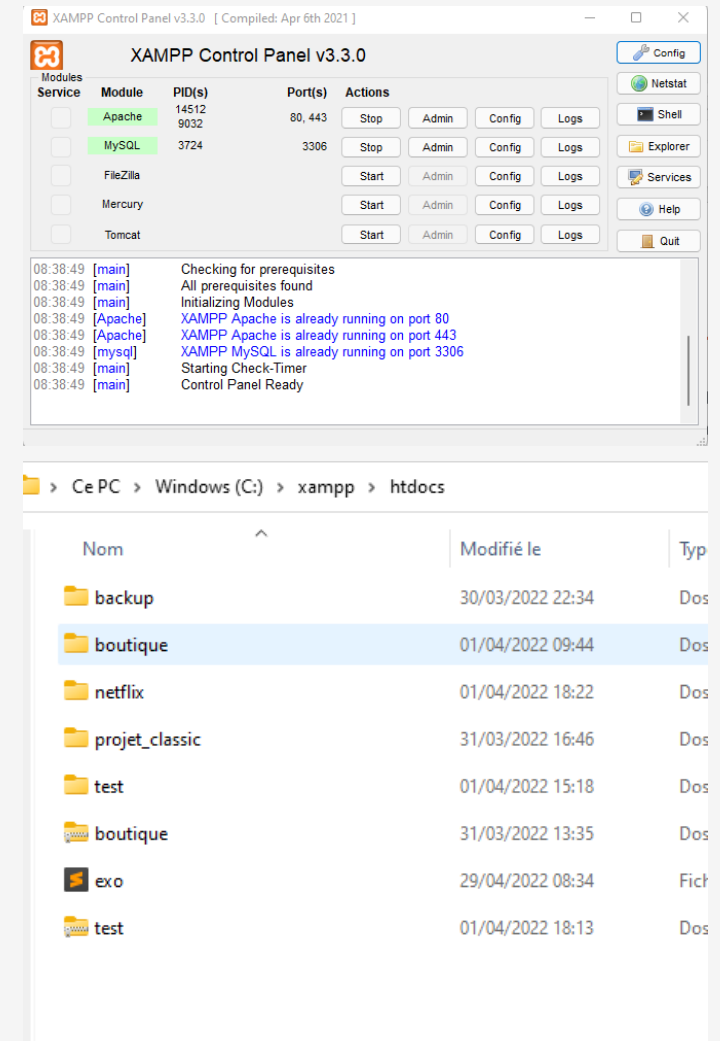 XAMPP Control Panel v3.3.0 [ Compiled: Apr 6th 2021 ]
XAMPP Control Panel v3.3.0
Config
Modules
Service Module PID(s) Port(s) Actions
Netstat
Apache 14512 9032 80, 443 Stop Admin Config Logs
Shell
MySQL 3724 3306 Stop Admin Config Logs
Explorer
FileZilla Start Admin Config Logs
Services
Mercury Start Admin Config Logs
Help
Tomcat Start Admin Config Logs
Quit
08:38:49 [main] Checking for prerequisites
08:38:49 [main] All prerequisites found
08:38:49 [main] Initializing Modules
08:38:49 [Apache] XAMPP Apache is already running on port 80
08:38:49 [Apache] XAMPP Apache is already running on port 443
08:38:49 [mysql] XAMPP MySQL is already running on port 3306
08:38:49 [main] Starting Check-Timer
08:38:49 [main] Control Panel Ready
> Ce PC > Windows (C:) > xampp > htdocs
Nom Modifié le Typ
backup 30/03/2022 22:34 Dos
boutique 01/04/2022 09:44 Dos
netflix 01/04/2022 18:22 Dos
projet_classic 31/03/2022 16:46 Dos
test 01/04/2022 15:18 Dos
boutique 31/03/2022 13:35 Dos
exo 29/04/2022 08:34 Fich
test 01/04/2022 18:13 Dos